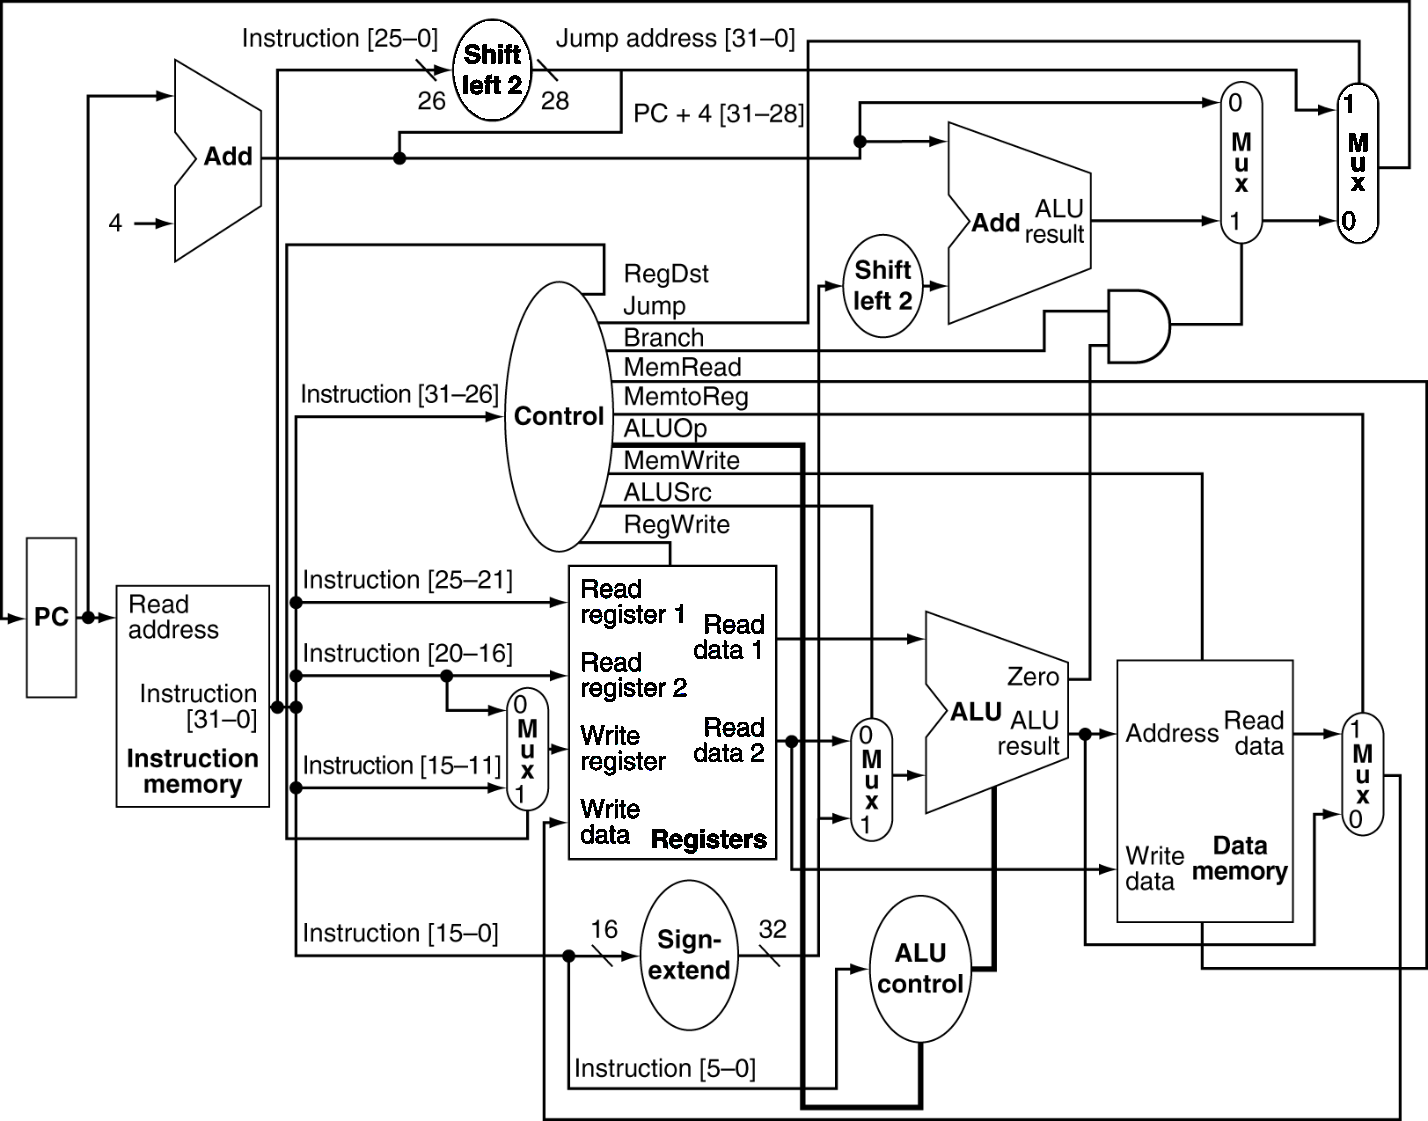 Instruction [25–0]
Shift
left 2
Jump address [31–0]
26
28
PC + 4 [31–28]
Add
4
0
M
u
x
1
1
M
u
x
0
Add
ALU
result
Shift
left 2
RegDst
Jump
Branch
MemRead
MemtoReg
ALUOp
MemWrite
ALUSrc
RegWrite
Instruction [31–26]
Control
PC
Read
address
Instruction
[31–0]
Instruction
memory
Instruction [25–21]
Instruction [20–16]
Instruction [15–11]
0
M
u
x
1
Read
register 1
Read
register 2
Write
register
Write
data
Read
data 1
Read
data 2
Registers
0
M
u
x
1
Zero
ALU
ALU
result
Address
Read
data
Write
data
Data
memory
1
M
u
x
0
Instruction [15–0]
16
Sign-
extend
32
ALU
control
Instruction [5–0]